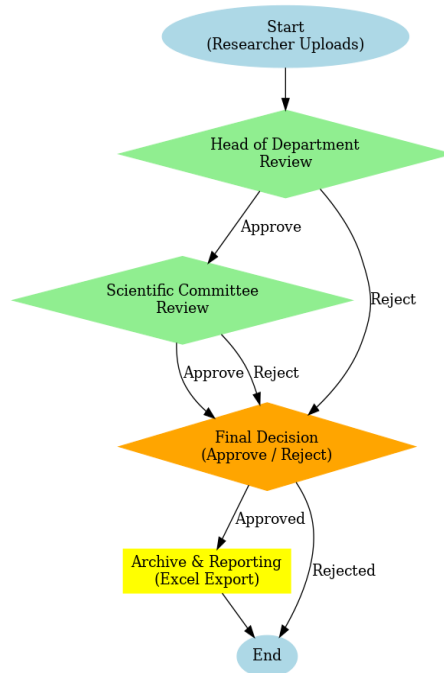 Start
(Researcher Uploads)
Head of Department
Review
Approve
Scientific Committee
Review
Reject
Approve
Reject
Final Decision
(Approve / Reject)
Approved
Archive & Reporting
(Excel Export)
Rejected
End